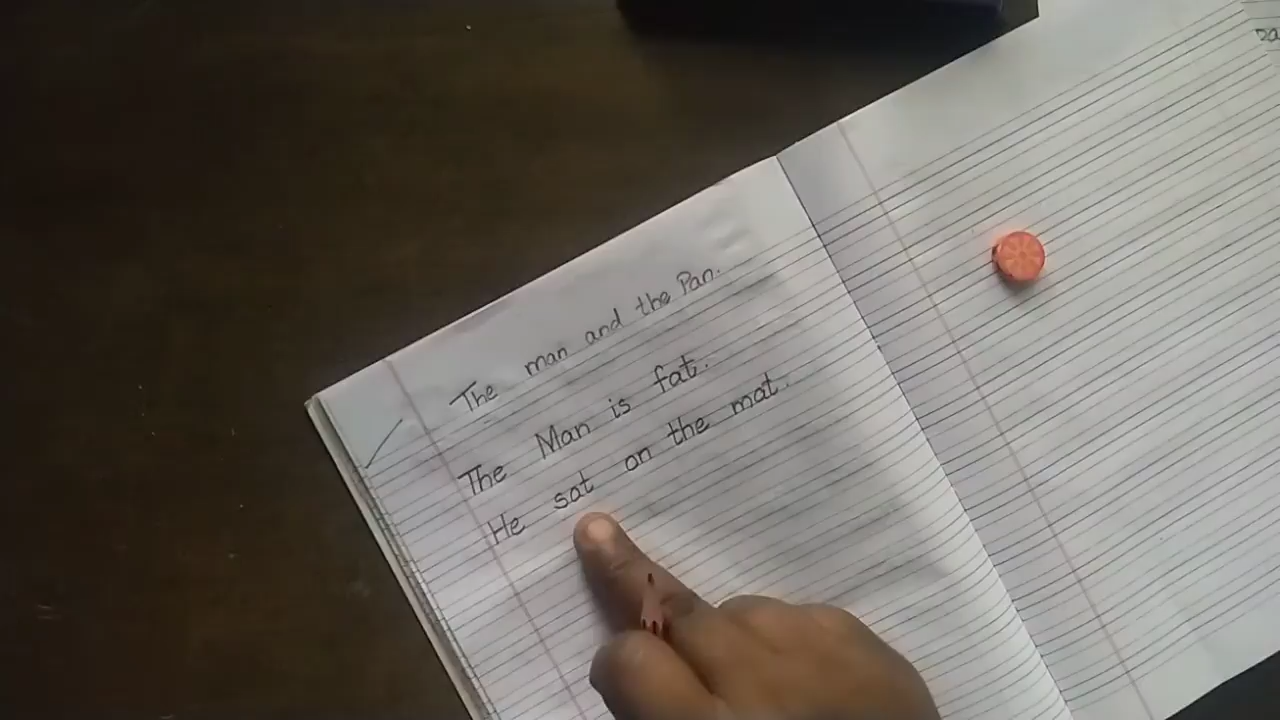 The man and the Pan.
The Man is fat.
He sat on the mat.